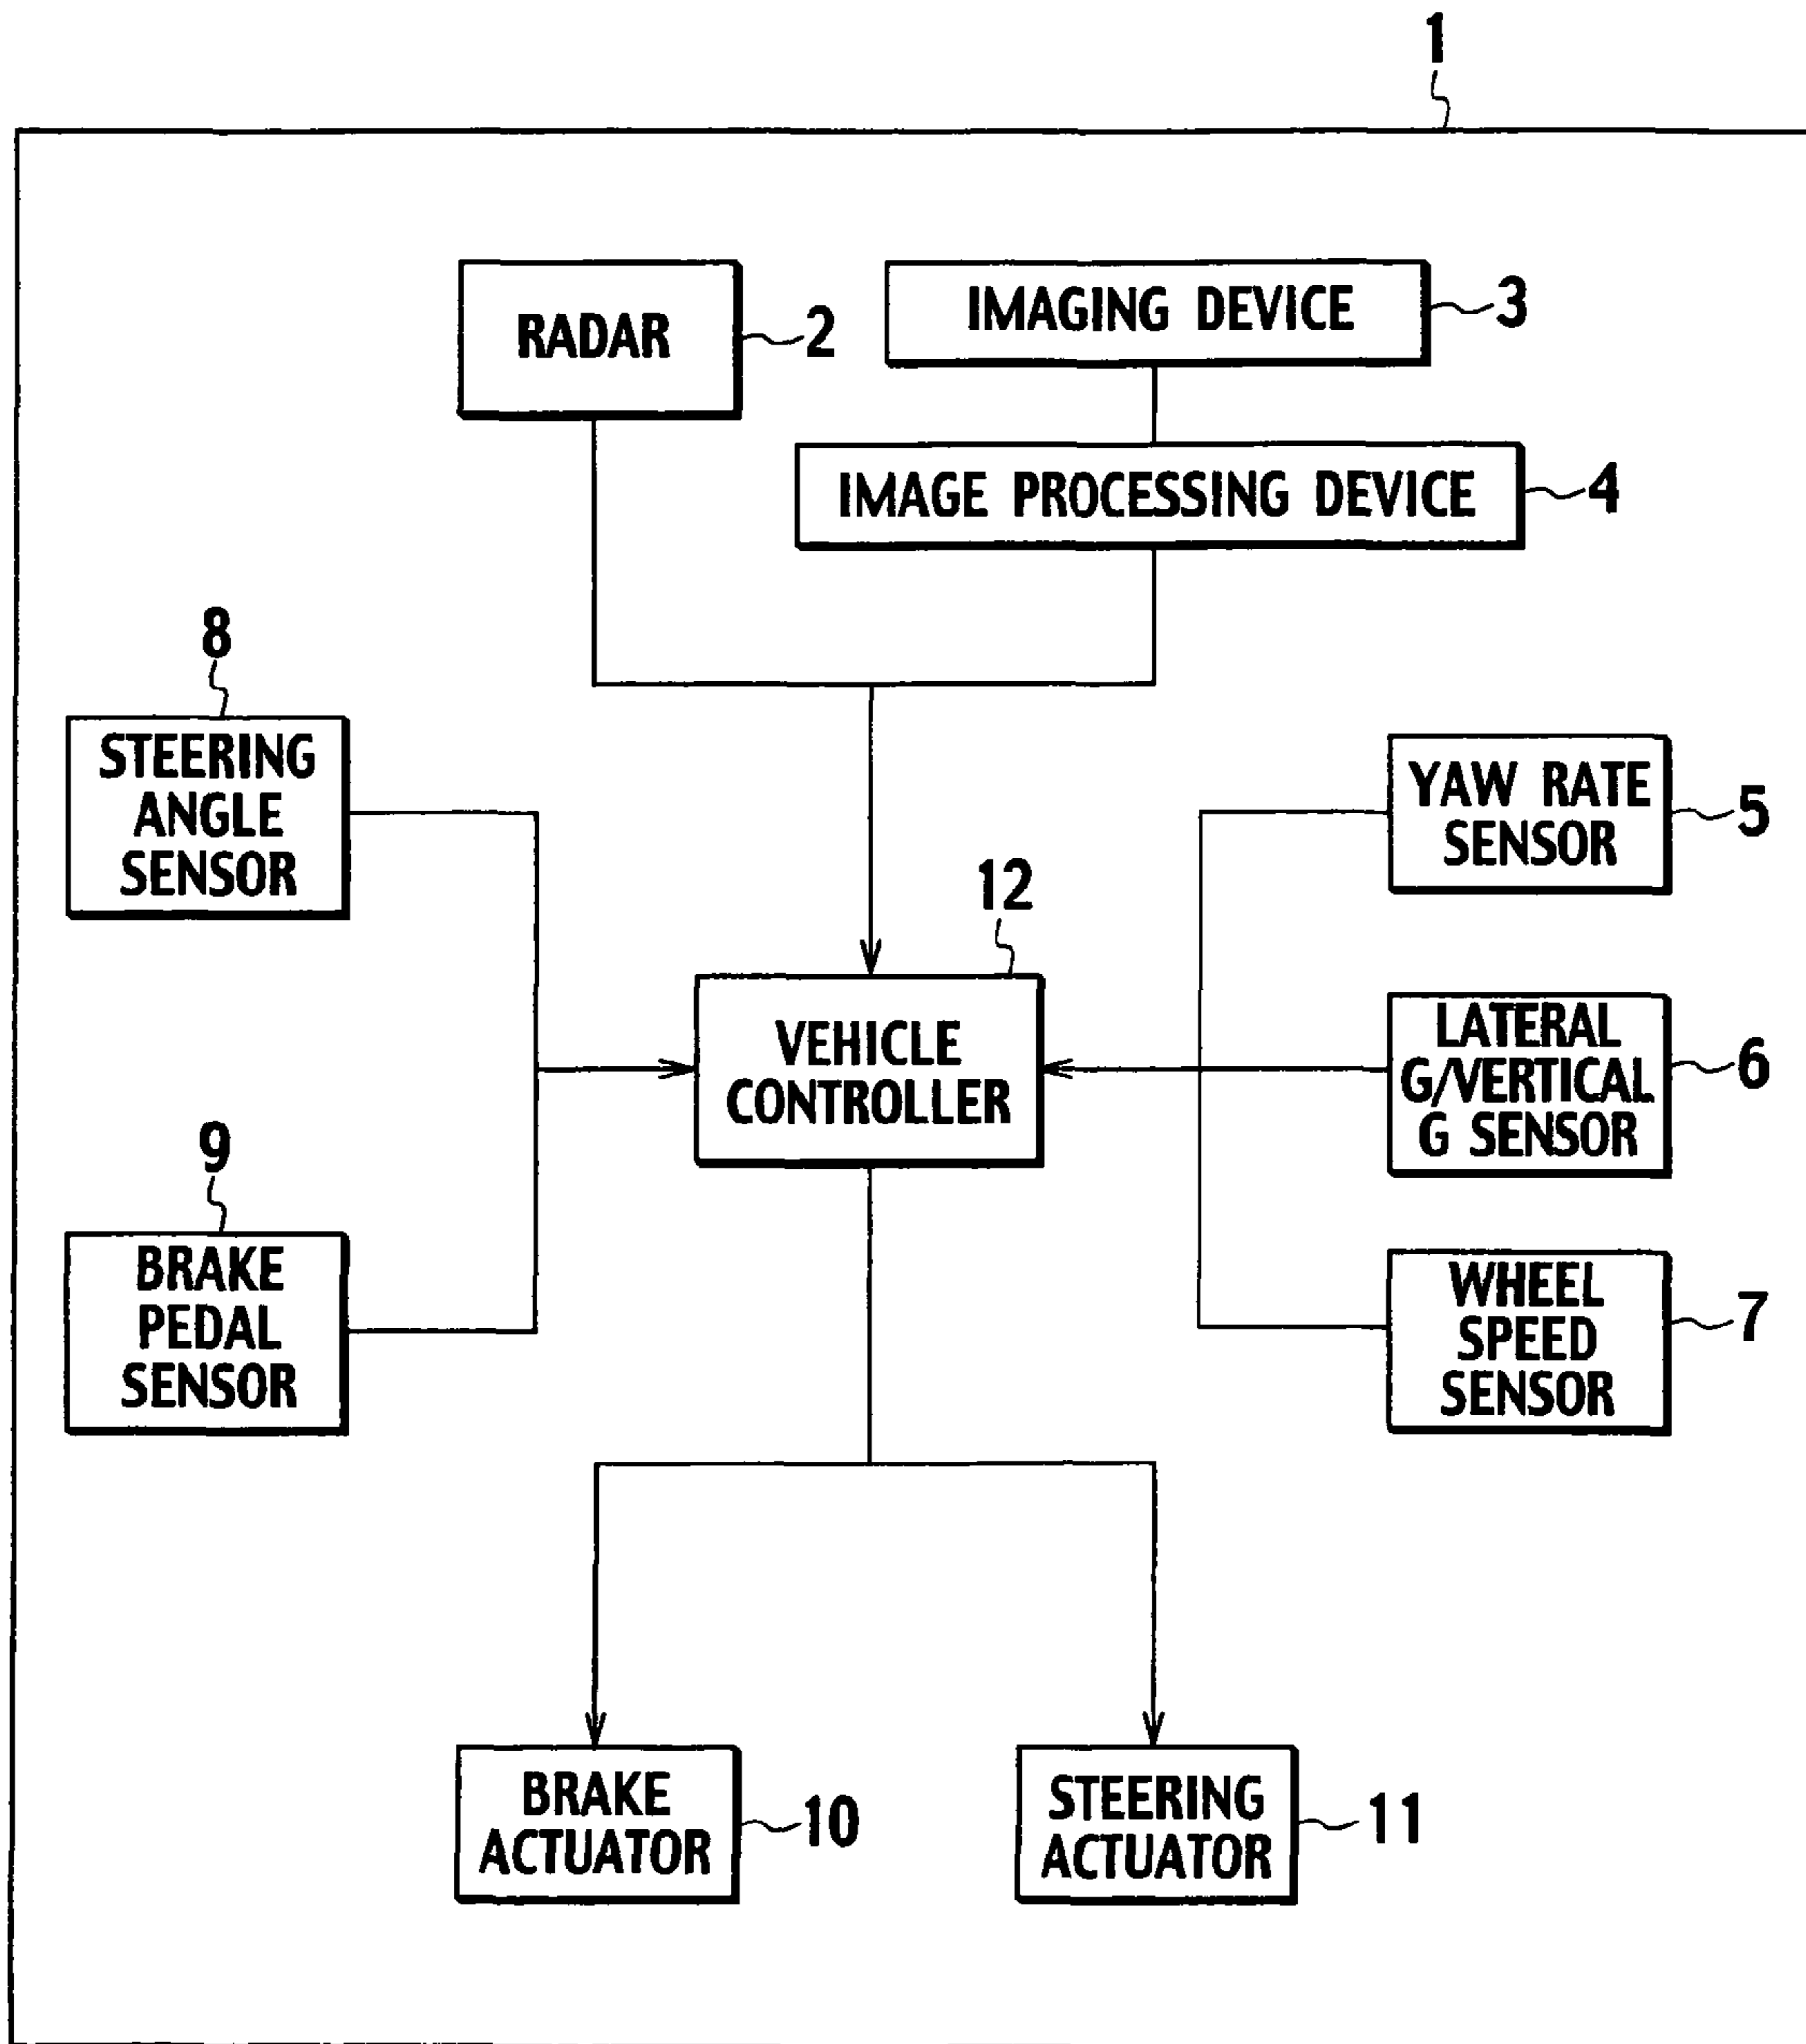 1
RADAR
2
IMAGING DEVICE
3
IMAGE PROCESSING DEVICE
4
8
STEERING
ANGLE
SENSOR
YAW RATE
SENSOR
5
12
VEHICLE
CONTROLLER
LATERAL
G/VERTICAL
G SENSOR
6
9
BRAKE
PEDAL
SENSOR
WHEEL
SPEED
SENSOR
7
BRAKE
ACTUATOR
10
STEERING
ACTUATOR
11